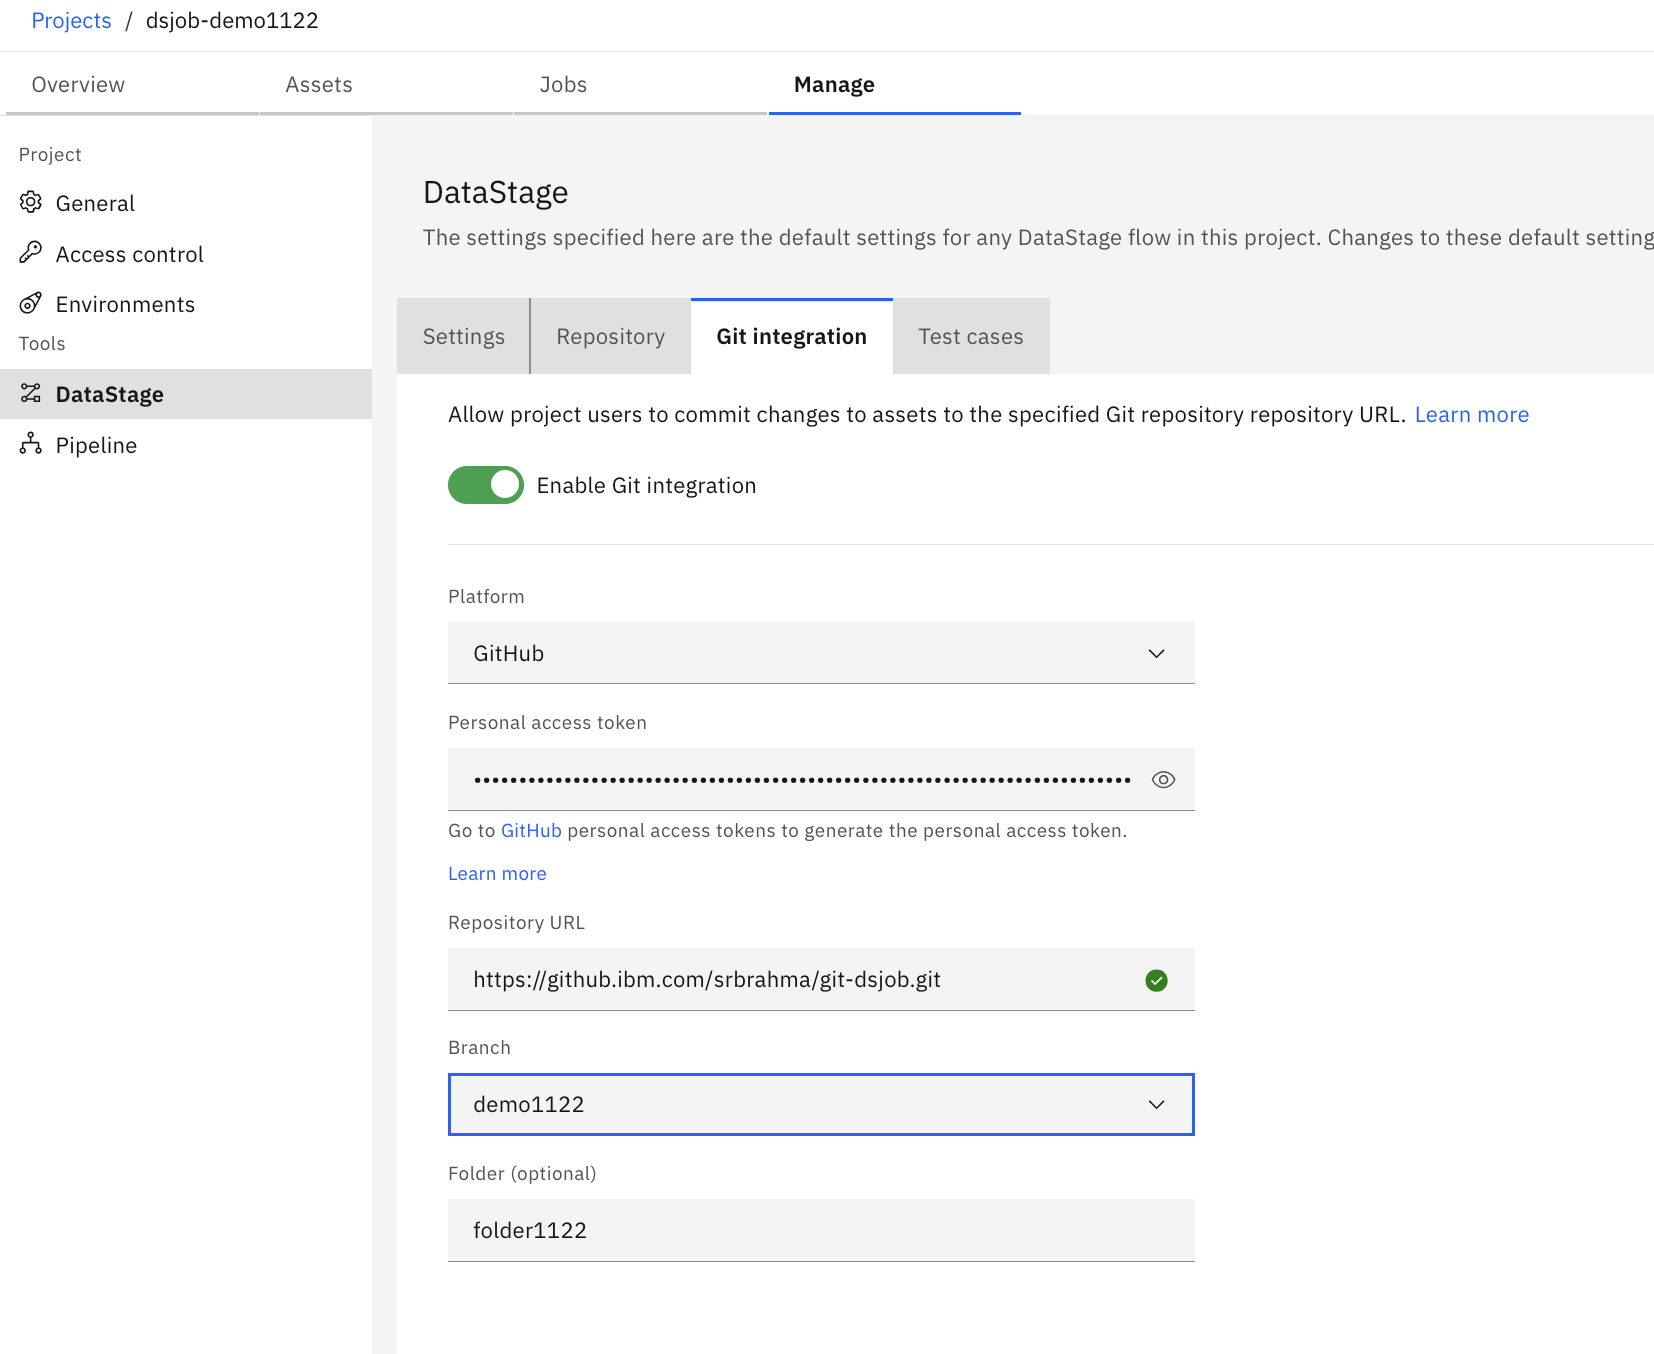 Projects / dsjob-demo1122
Overview Assets Jobs Manage
Project
General
Access control
Environments
Tools
DataStage
Pipeline
DataStage
The settings specified here are the default settings for any DataStage flow in this project. Changes to these default setting
Settings Repository Git integration Test cases
Allow project users to commit changes to assets to the specified Git repository repository URL. Learn more
Enable Git integration
Platform
GitHub
Personal access token
Go to GitHub personal access tokens to generate the personal access token.
Learn more
Repository URL
https://github.ibm.com/srbrahma/git-dsjob.git
Branch
demo1122
Folder (optional)
folder1122